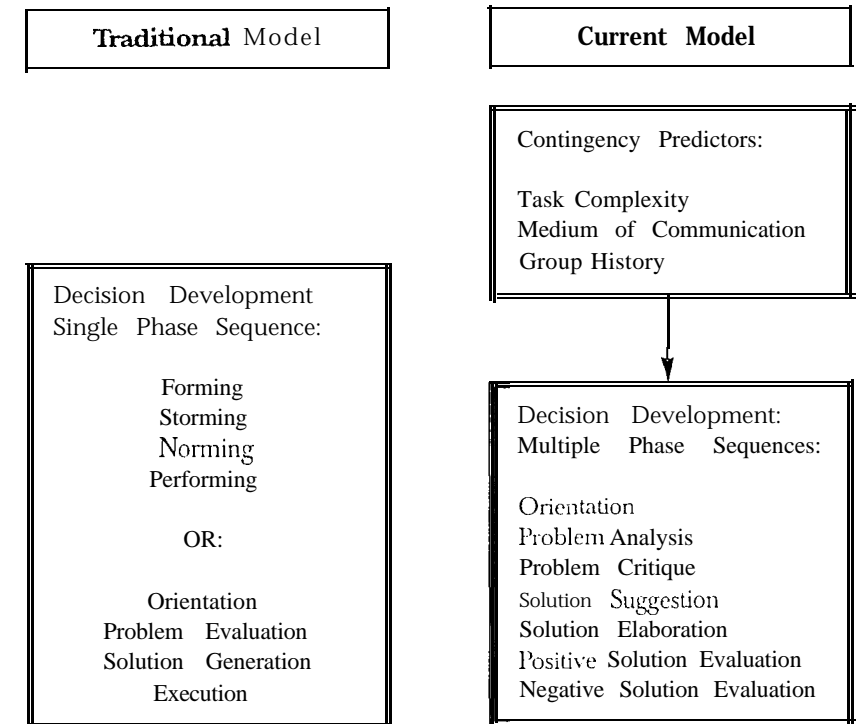 Traditional Model
Decision Development
Single Phase Sequence:
Forming
Storming
Norming
Performing
OR:
Orientation
Problem Evaluation
Solution Generation
Execution
Current Model
Contingency Predictors:
Task Complexity
Medium of Communication
Group History
Decision Development:
Multiple Phase Sequences:
Orientation
Problem Analysis
Problem Critique
Solution Suggestion
Solution Elaboration
Positive Solution Evaluation
Negative Solution Evaluation